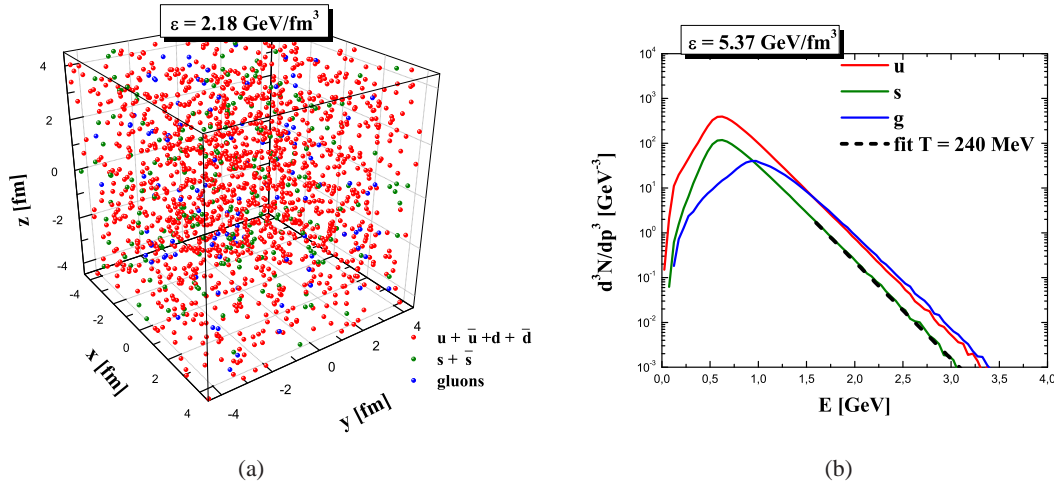 ε = 2.18 GeV/fm³
4
2
0
-2
-4
z [fm]
-4
-2
0
2
4
x [fm]
-4
-2
0
2
4
y [fm]
u + ū + d + d̄
s + s̄
gluons
(a)
ε = 5.37 GeV/fm³
10⁴
10³
10²
10¹
10⁰
10⁻¹
10⁻²
10⁻³
d³N/dp³ [GeV⁻³]
u
s
g
fit T = 240 MeV
0,0 0,5 1,0 1,5 2,0 2,5 3,0 3,5 4,0
E [GeV]
(b)